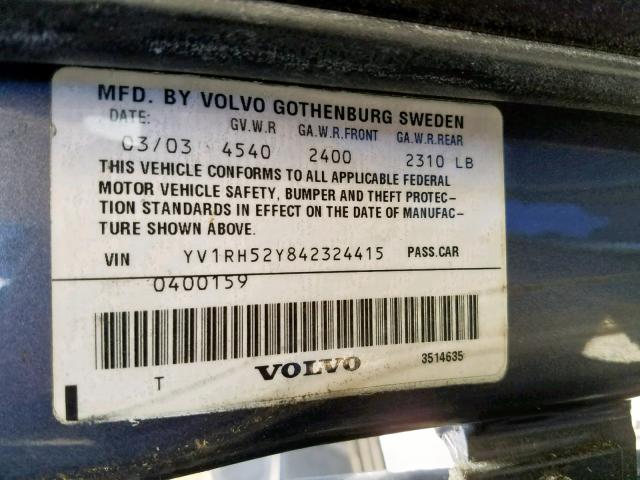 MFD. BY VOLVO GOTHENBURG SWEDEN
DATE: GV.W.R GA.W.R.FRONT GA.W.R.REAR
03/03 4540 2400 2310 LB
THIS VEHICLE CONFORMS TO ALL APPLICABLE FEDERAL
MOTOR VEHICLE SAFETY, BUMPER AND THEFT PROTEC-
TION STANDARDS IN EFFECT ON THE DATE OF MANUFAC-
TURE SHOWN ABOVE.
VIN YV1RH52Y842324415 PASS.CAR
0400159
T VOLVO 3514635